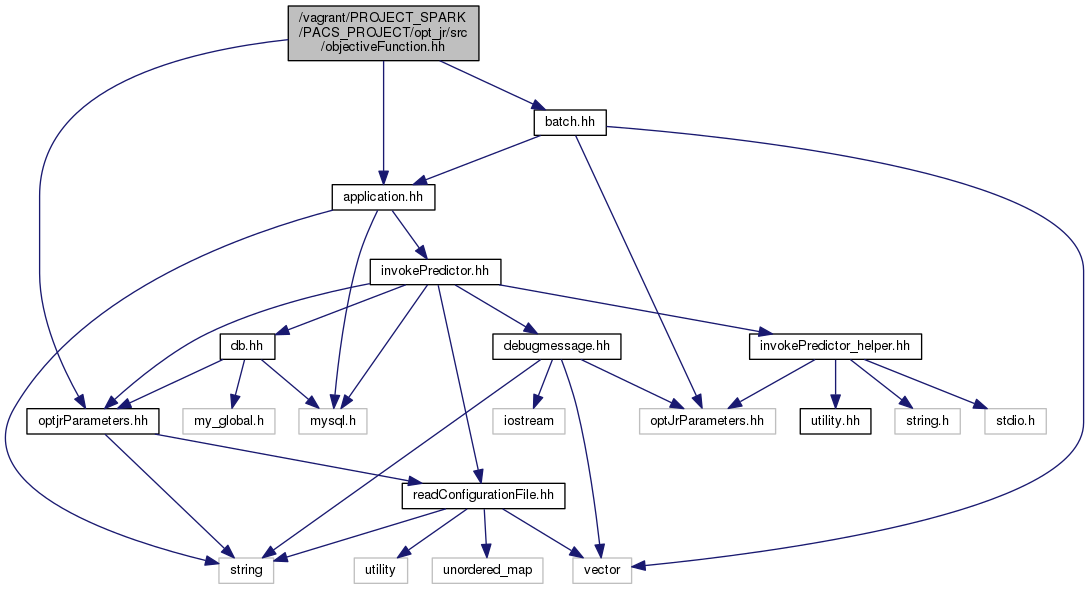 /vagrant/PROJECT_SPARK
/PACS_PROJECT/opt_jr/src
/objectiveFunction.hh
batch.hh
application.hh
invokePredictor.hh
db.hh
debugmessage.hh
invokePredictor_helper.hh
optjrParameters.hh
my_global.h
mysql.h
iostream
optJrParameters.hh
utility.hh
string.h
stdio.h
readConfigurationFile.hh
string
utility
unordered_map
vector